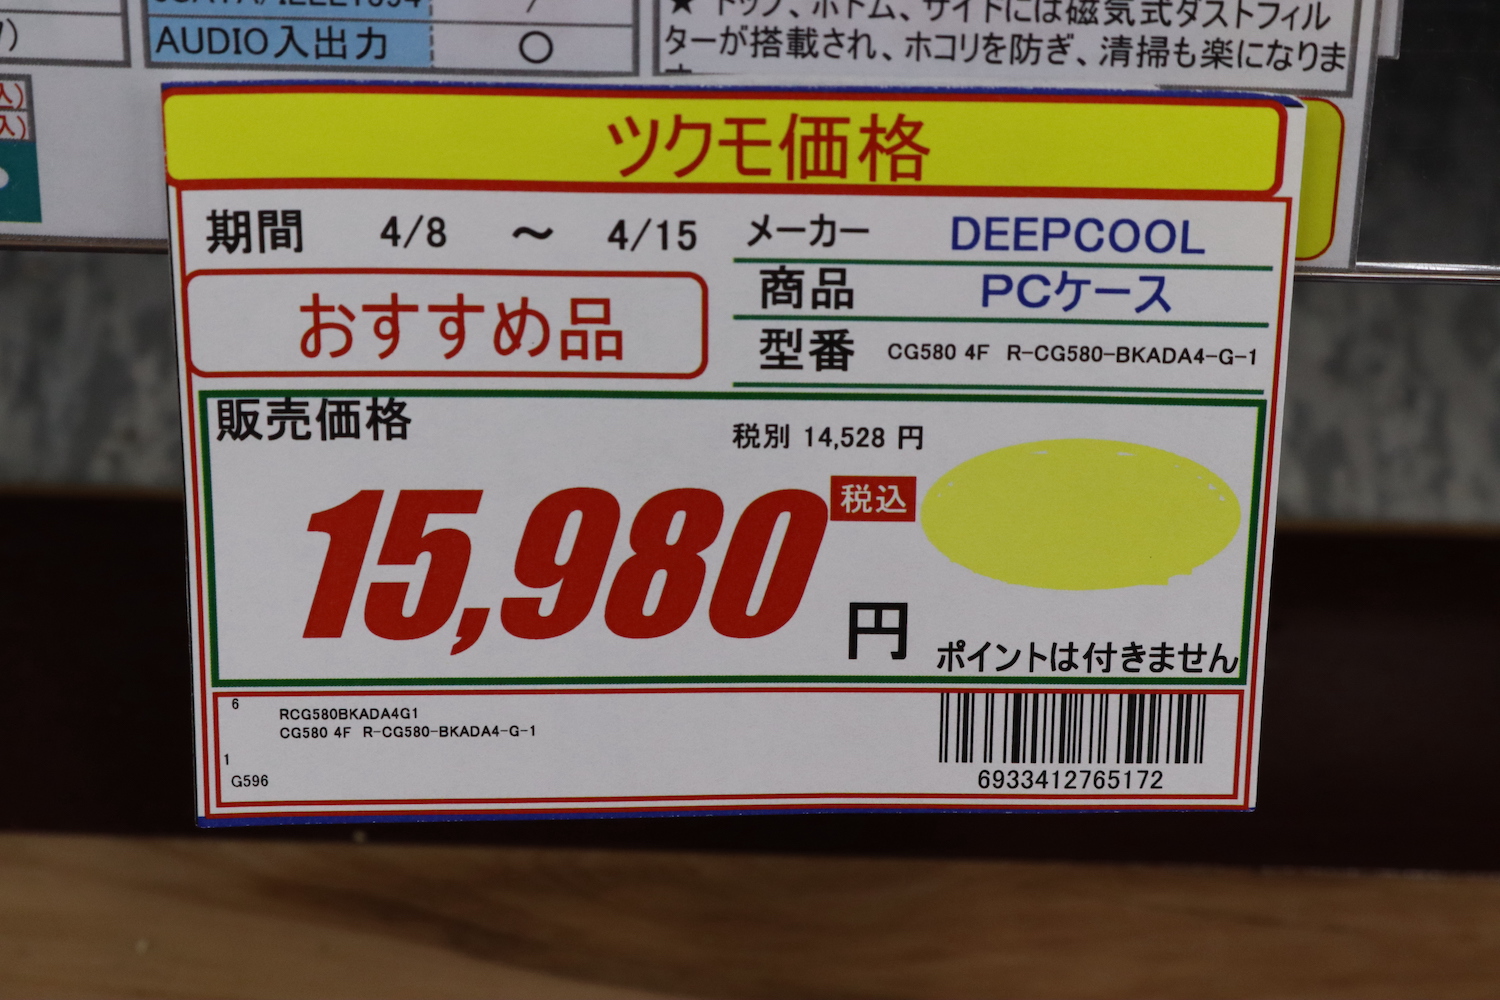 AUDIO入出力 ○
ターが搭載され、ホコリを防ぎ、清掃も楽になりま
ツクモ価格
期間 4/8 ～ 4/15
メーカー DEEPCOOL
おすすめ品
商品 PCケース
型番 CG580 4F R-CG580-BKADA4-G-1
販売価格
税別 14,528 円
15,980 税込
円
ポイントは付きません
6
RCG580BKADA4G1
CG580 4F R-CG580-BKADA4-G-1
1
G596
6933412765172